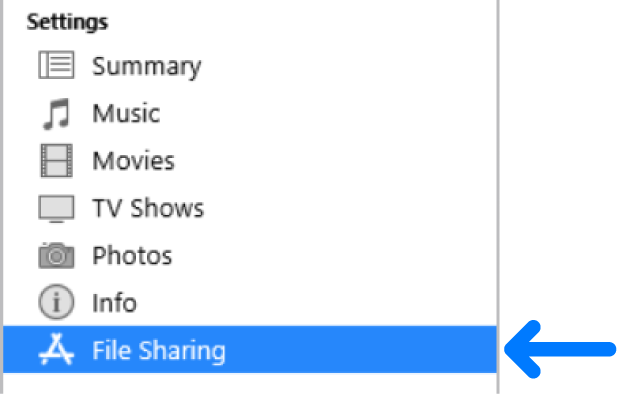 Settings
Summary
Music
Movies
TV Shows
Photos
Info
File Sharing